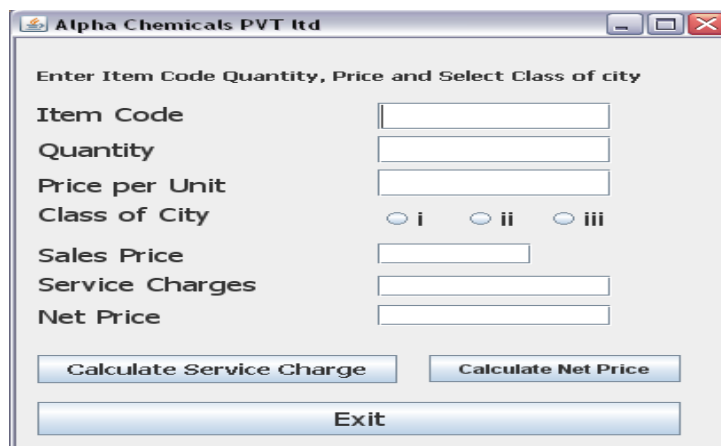 Alpha Chemicals PVT ltd
Enter Item Code Quantity, Price and Select Class of city
Item Code
Quantity
Price per Unit
Class of City i ii iii
Sales Price
Service Charges
Net Price
Calculate Service Charge Calculate Net Price
Exit